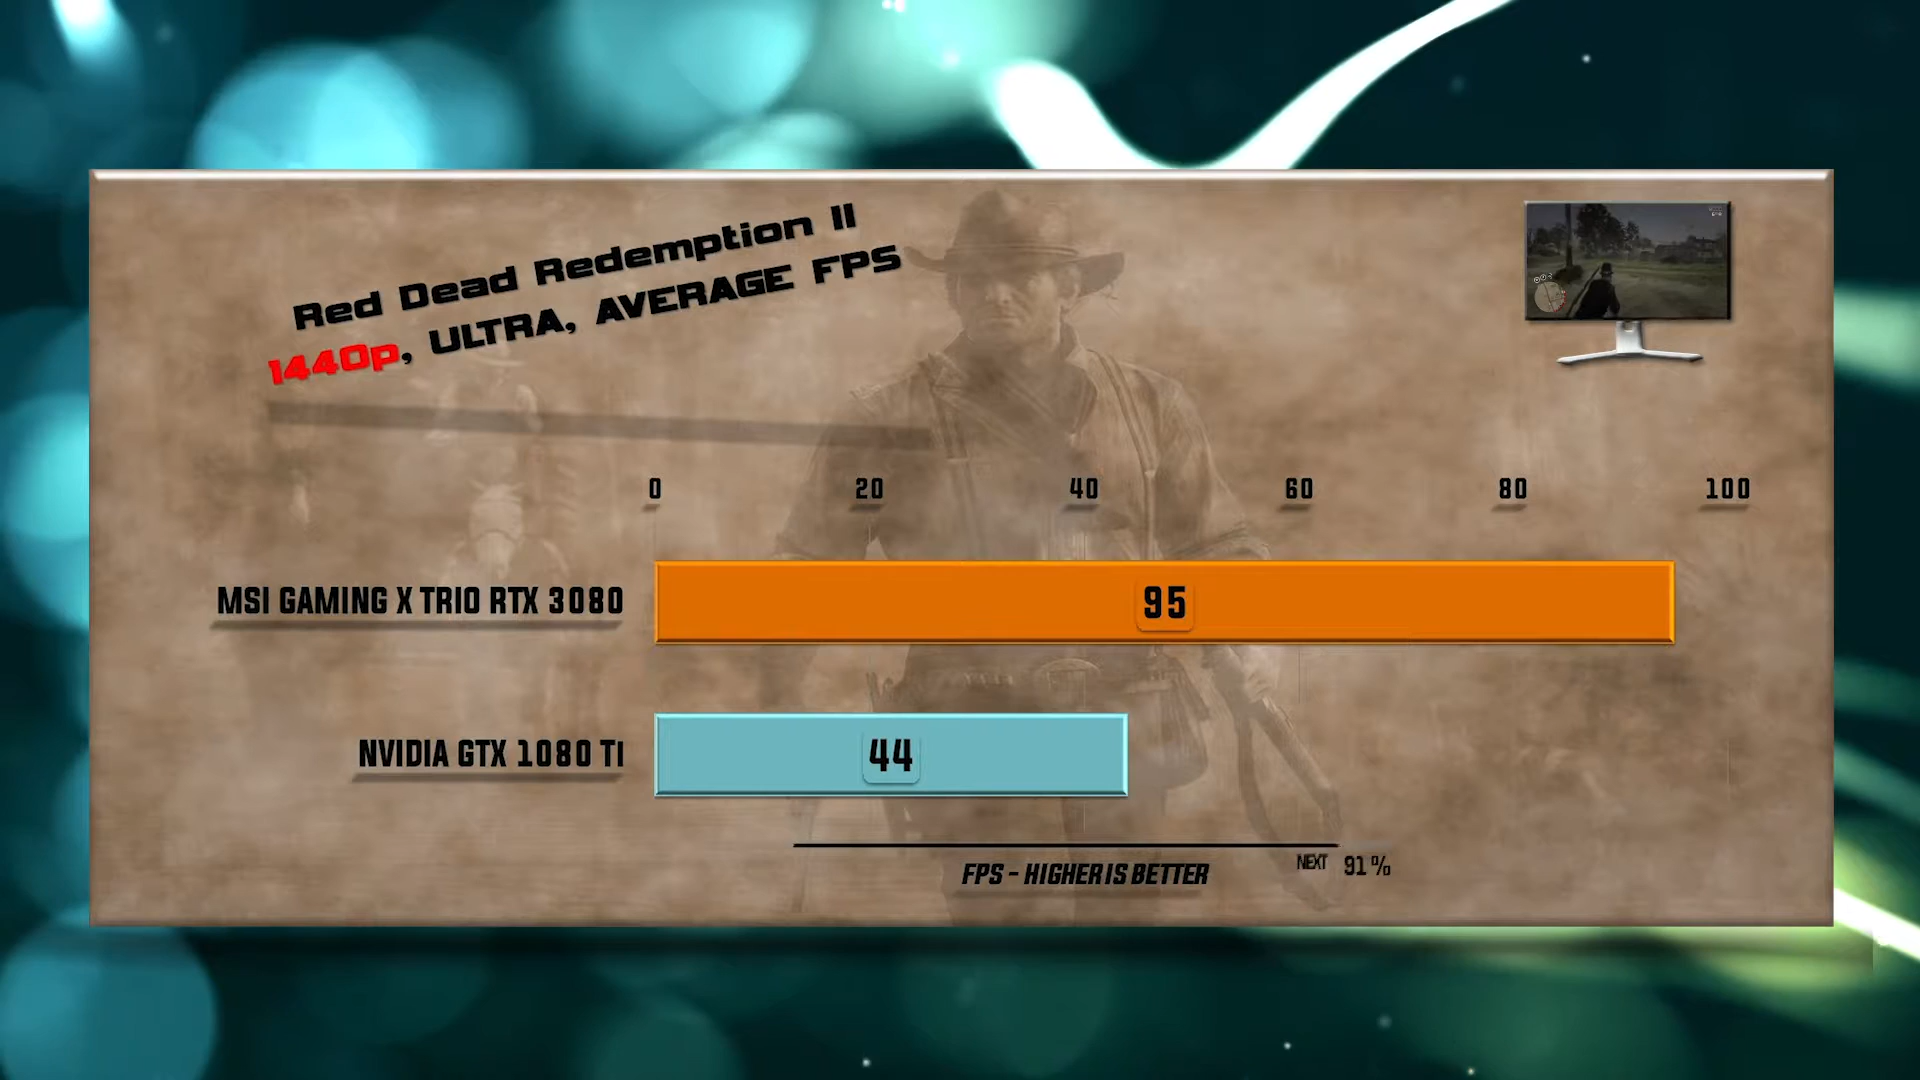 Red Dead Redemption II
1440p, ULTRA, AVERAGE FPS
0 20 40 60 80 100
MSI GAMING X TRIO RTX 3080
95
NVIDIA GTX 1080 TI
44
FPS - HIGHER IS BETTER
NEXT 91%